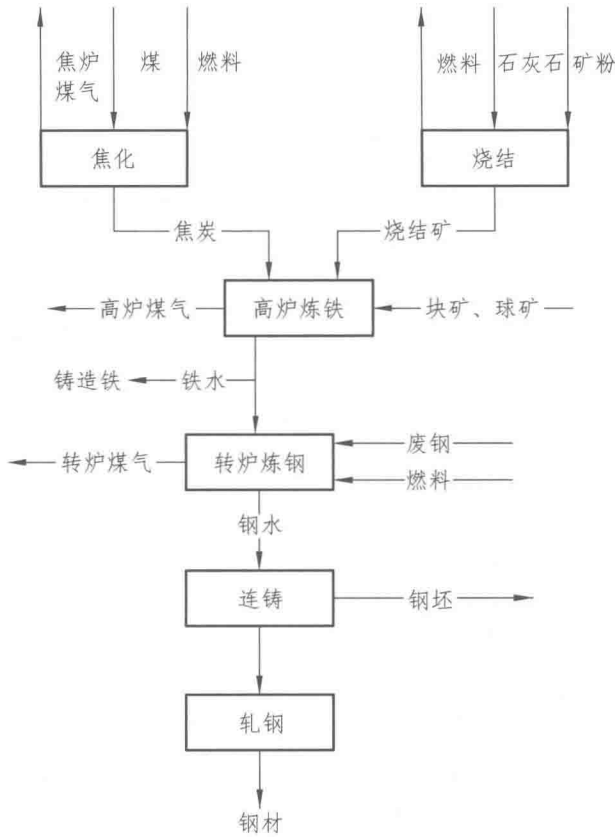 焦炉
煤气
煤
燃料
燃料
石灰石
矿粉
焦化
烧结
焦炭
烧结矿
高炉煤气
高炉炼铁
块矿、球矿
铸造铁
铁水
废钢
转炉煤气
转炉炼钢
燃料
钢水
连铸
钢坯
轧钢
钢材